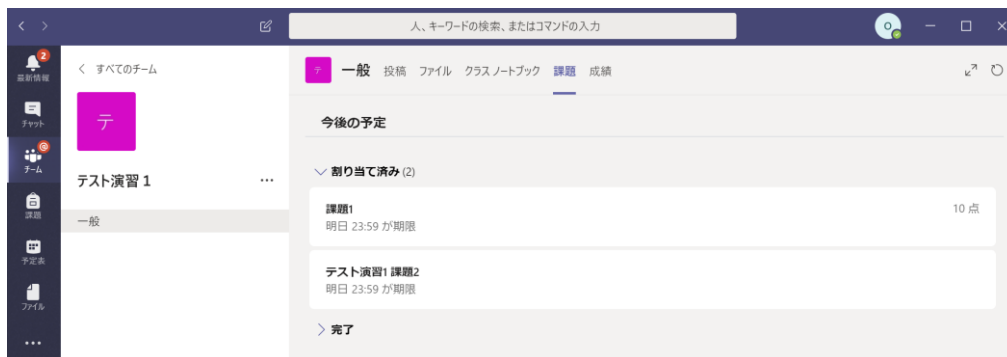 人、キーワードの検索、またはコマンドの入力
O
2
最新情報
チャット
@
チーム
課題
予定表
ファイル
すべてのチーム
テ
テスト演習 1
一般
テ
一般 投稿 ファイル クラス ノートブック 課題 成績
今後の予定
割り当て済み (2)
課題1
10 点
明日 23:59 が期限
テスト演習1 課題2
明日 23:59 が期限
完了